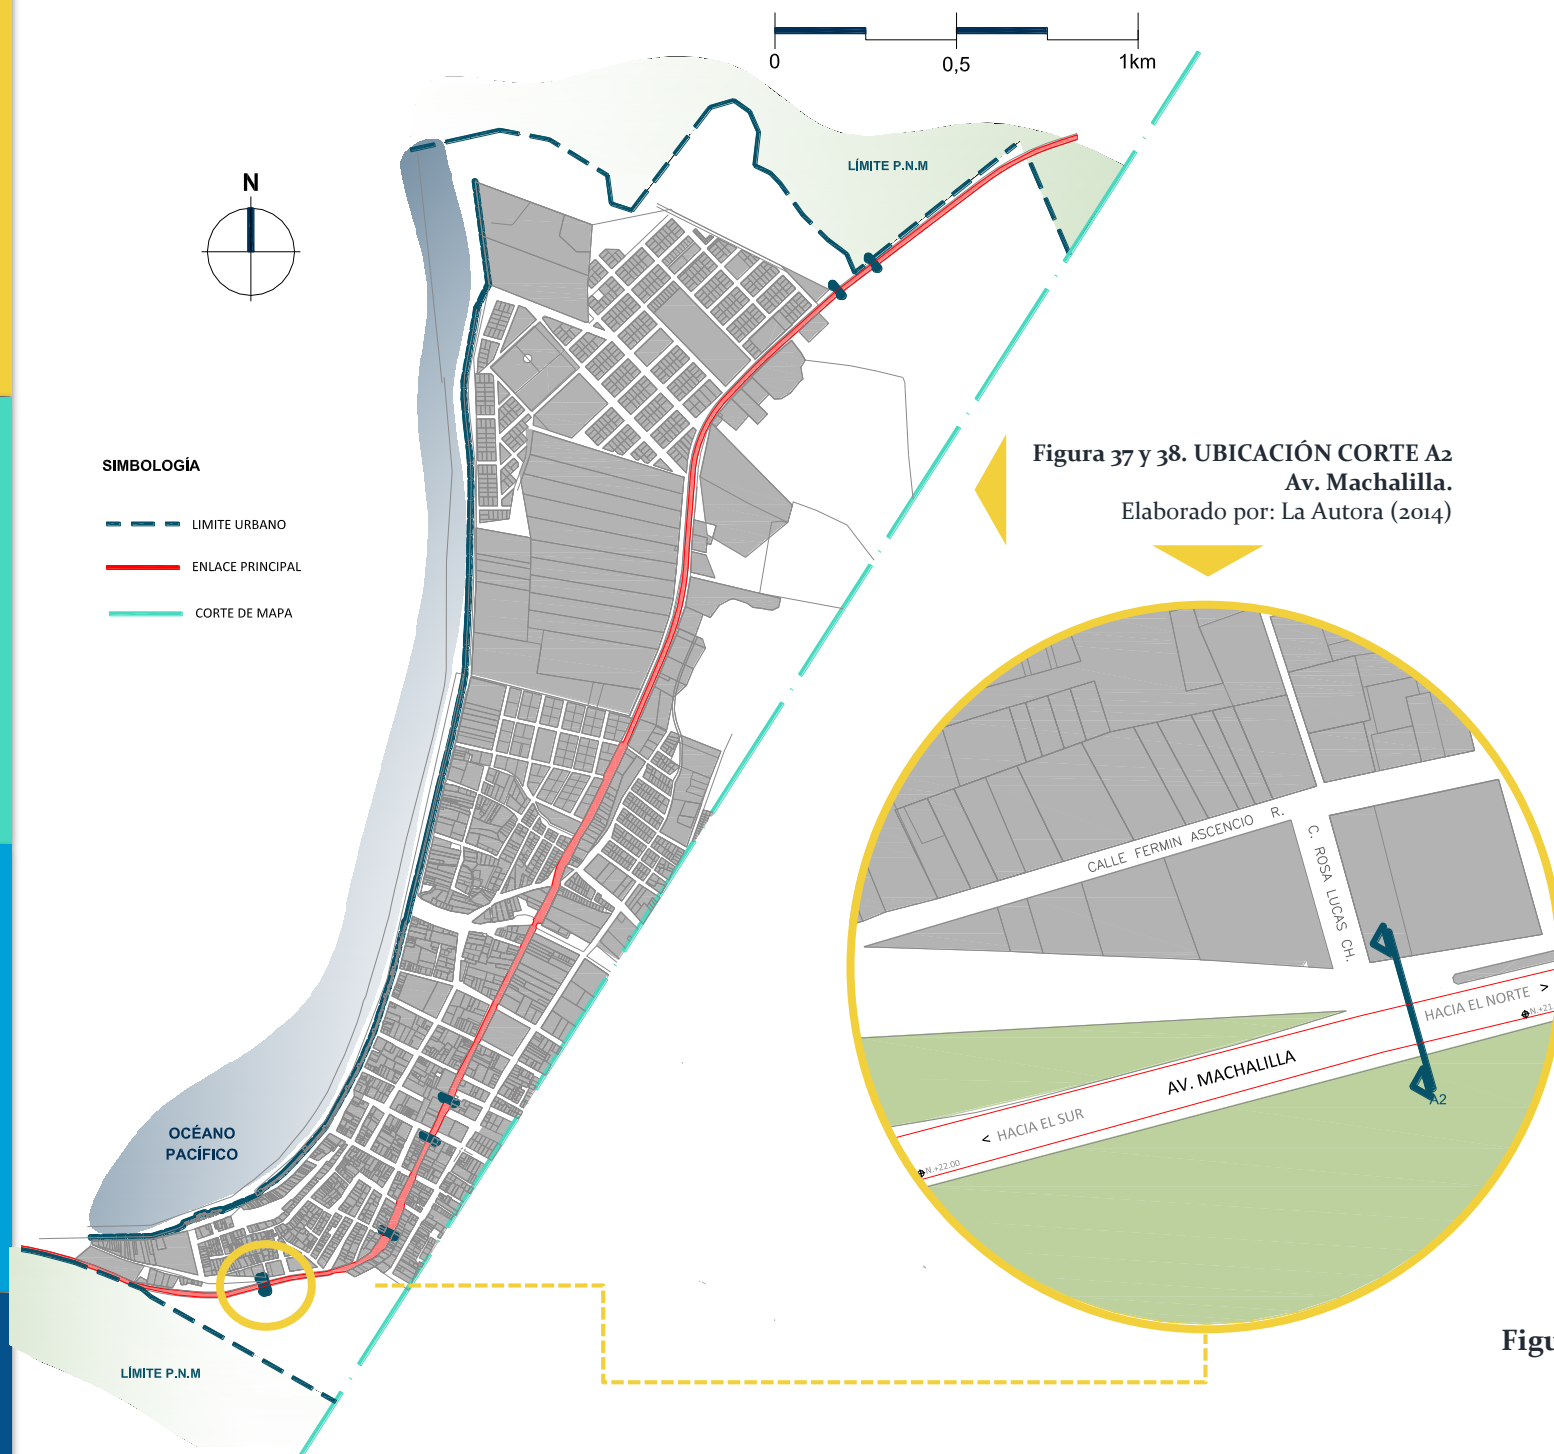 0
0,5
1km
LÍMITE P.N.M
N
SIMBOLOGÍA
LIMITE URBANO
ENLACE PRINCIPAL
CORTE DE MAPA
Figura 37 y 38. UBICACIÓN CORTE A2
Av. Machalilla.
Elaborado por: La Autora (2014)
CALLE FERMIN ASCENCIO R.
C. ROSA LUCAS CH.
HACIA EL NORTE >
N.+21
AV. MACHALILLA
A2
< HACIA EL SUR
N.+22.00
OCÉANO
PACÍFICO
LÍMITE P.N.M
Figu